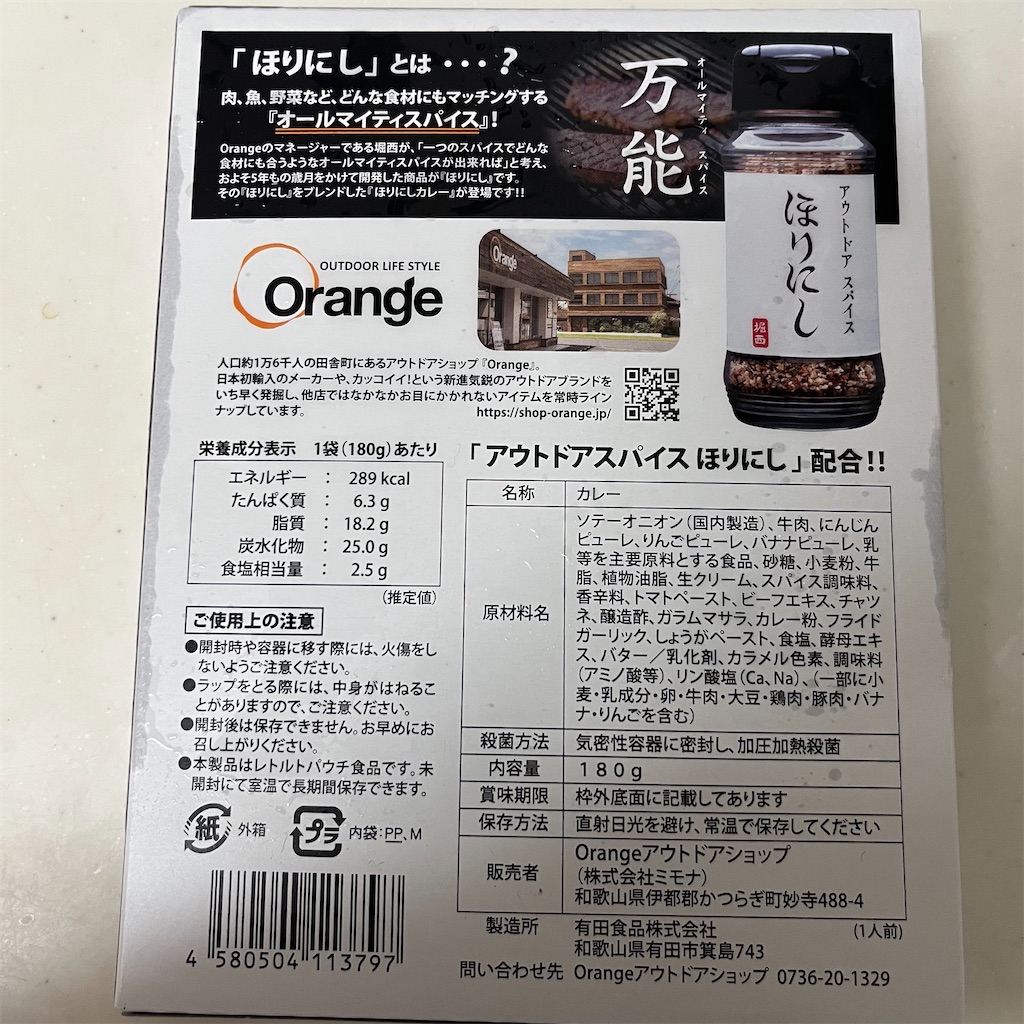 「ほりにし」とは・・・?
肉、魚、野菜など、どんな食材にもマッチングする
『オールマイティスパイス』!
Orangeのマネージャーである堀西が、「一つのスパイスでどんな
食材にも合うようなオールマイティスパイスが出来れば」と考え、
およそ5年もの歳月をかけて開発した商品が『ほりにし』です。
その『ほりにし』をブレンドした『ほりにしカレー』が登場です!!
万能
オールマイティ スパイス
アウトドア スパイス
ほりにし
堀西
OUTDOOR LIFE STYLE
Orange
Orange
人口約1万6千人の田舎町にあるアウトドアショップ『Orange』。
日本初輸入のメーカーや、カッコイイ!という新進気鋭のアウトドアブランドを
いち早く発掘し、他店ではなかなかお目にかかれないアイテムを常時ライン
ナップしています。
https://shop-orange.jp/
栄養成分表示 1袋(180g)あたり
エネルギー : 289 kcal
たんぱく質 : 6.3 g
脂質 : 18.2 g
炭水化物 : 25.0 g
食塩相当量 : 2.5 g
(推定値)
ご使用上の注意
●開封時や容器に移す際には、火傷をし
ないようご注意ください。
●ラップをとる際には、中身がはねるこ
とがありますので、ご注意ください。
●開封後は保存できません。お早めにお
召し上がりください。
●本製品はレトルトパウチ食品です。未
開封にて室温で長期間保存できます。
紙 外箱
プラ 内袋:PP、M
4 580504 113797
「アウトドアスパイス ほりにし」配合!!
名称 カレー
原材料名
ソテーオニオン(国内製造)、牛肉、にんじん
ピューレ、りんごピューレ、バナナピューレ、乳
等を主要原料とする食品、砂糖、小麦粉、牛
脂、植物油脂、生クリーム、スパイス調味料、
香辛料、トマトペースト、ビーフエキス、チャツ
ネ、醸造酢、ガラムマサラ、カレー粉、フライド
ガーリック、しょうがペースト、食塩、酵母エキ
ス、バター/乳化剤、カラメル色素、調味料
(アミノ酸等)、リン酸塩(Ca、Na)、(一部に小
麦・乳成分・卵・牛肉・大豆・鶏肉・豚肉・バナ
ナ・りんごを含む)
殺菌方法 気密性容器に密封し、加圧加熱殺菌
内容量 180g
賞味期限 枠外底面に記載してあります
保存方法 直射日光を避け、常温で保存してください
販売者
Orangeアウトドアショップ
(株式会社ミモナ)
和歌山県伊都郡かつらぎ町妙寺488-4
製造所 有田食品株式会社 (1人前)
和歌山県有田市箕島743
問い合わせ先 Orangeアウトドアショップ 0736-20-1329